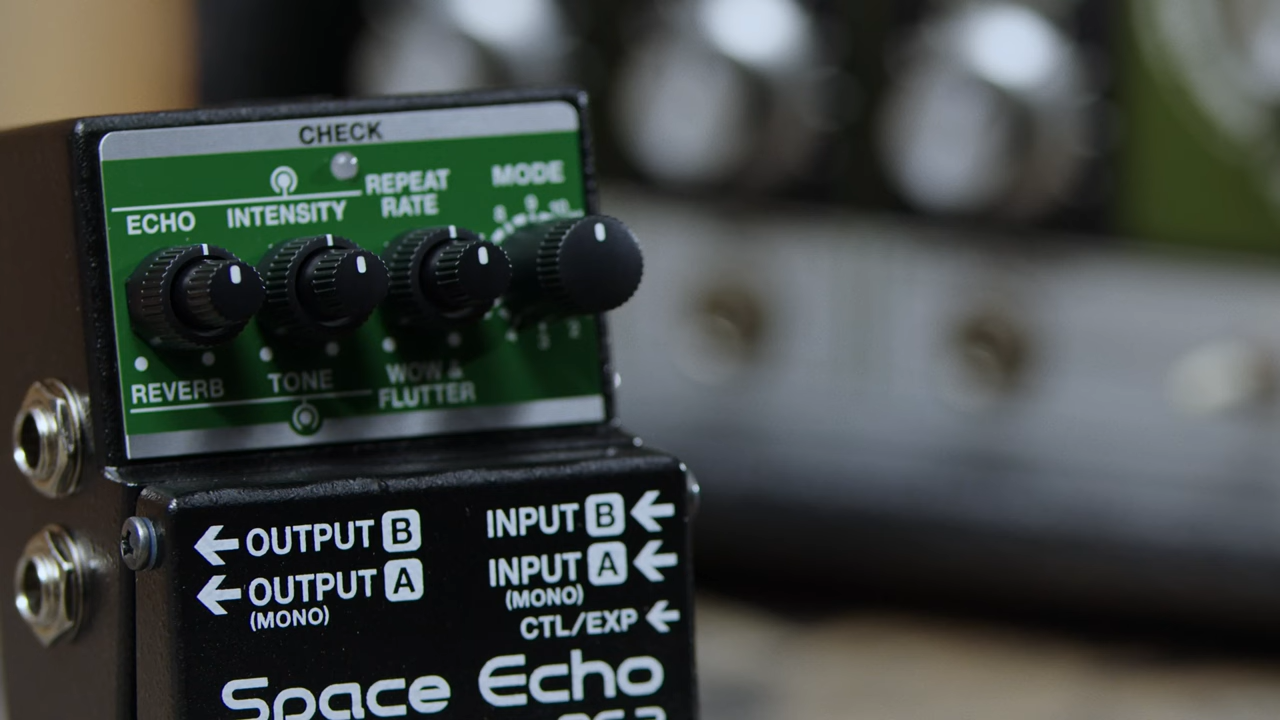 CHECK
MODE
REPEAT
RATE
ECHO
INTENSITY
REVERB
TONE
WOW &
FLUTTER
OUTPUT B
OUTPUT A
(MONO)
INPUT B
INPUT A
(MONO)
CTL/EXP
Space Echo